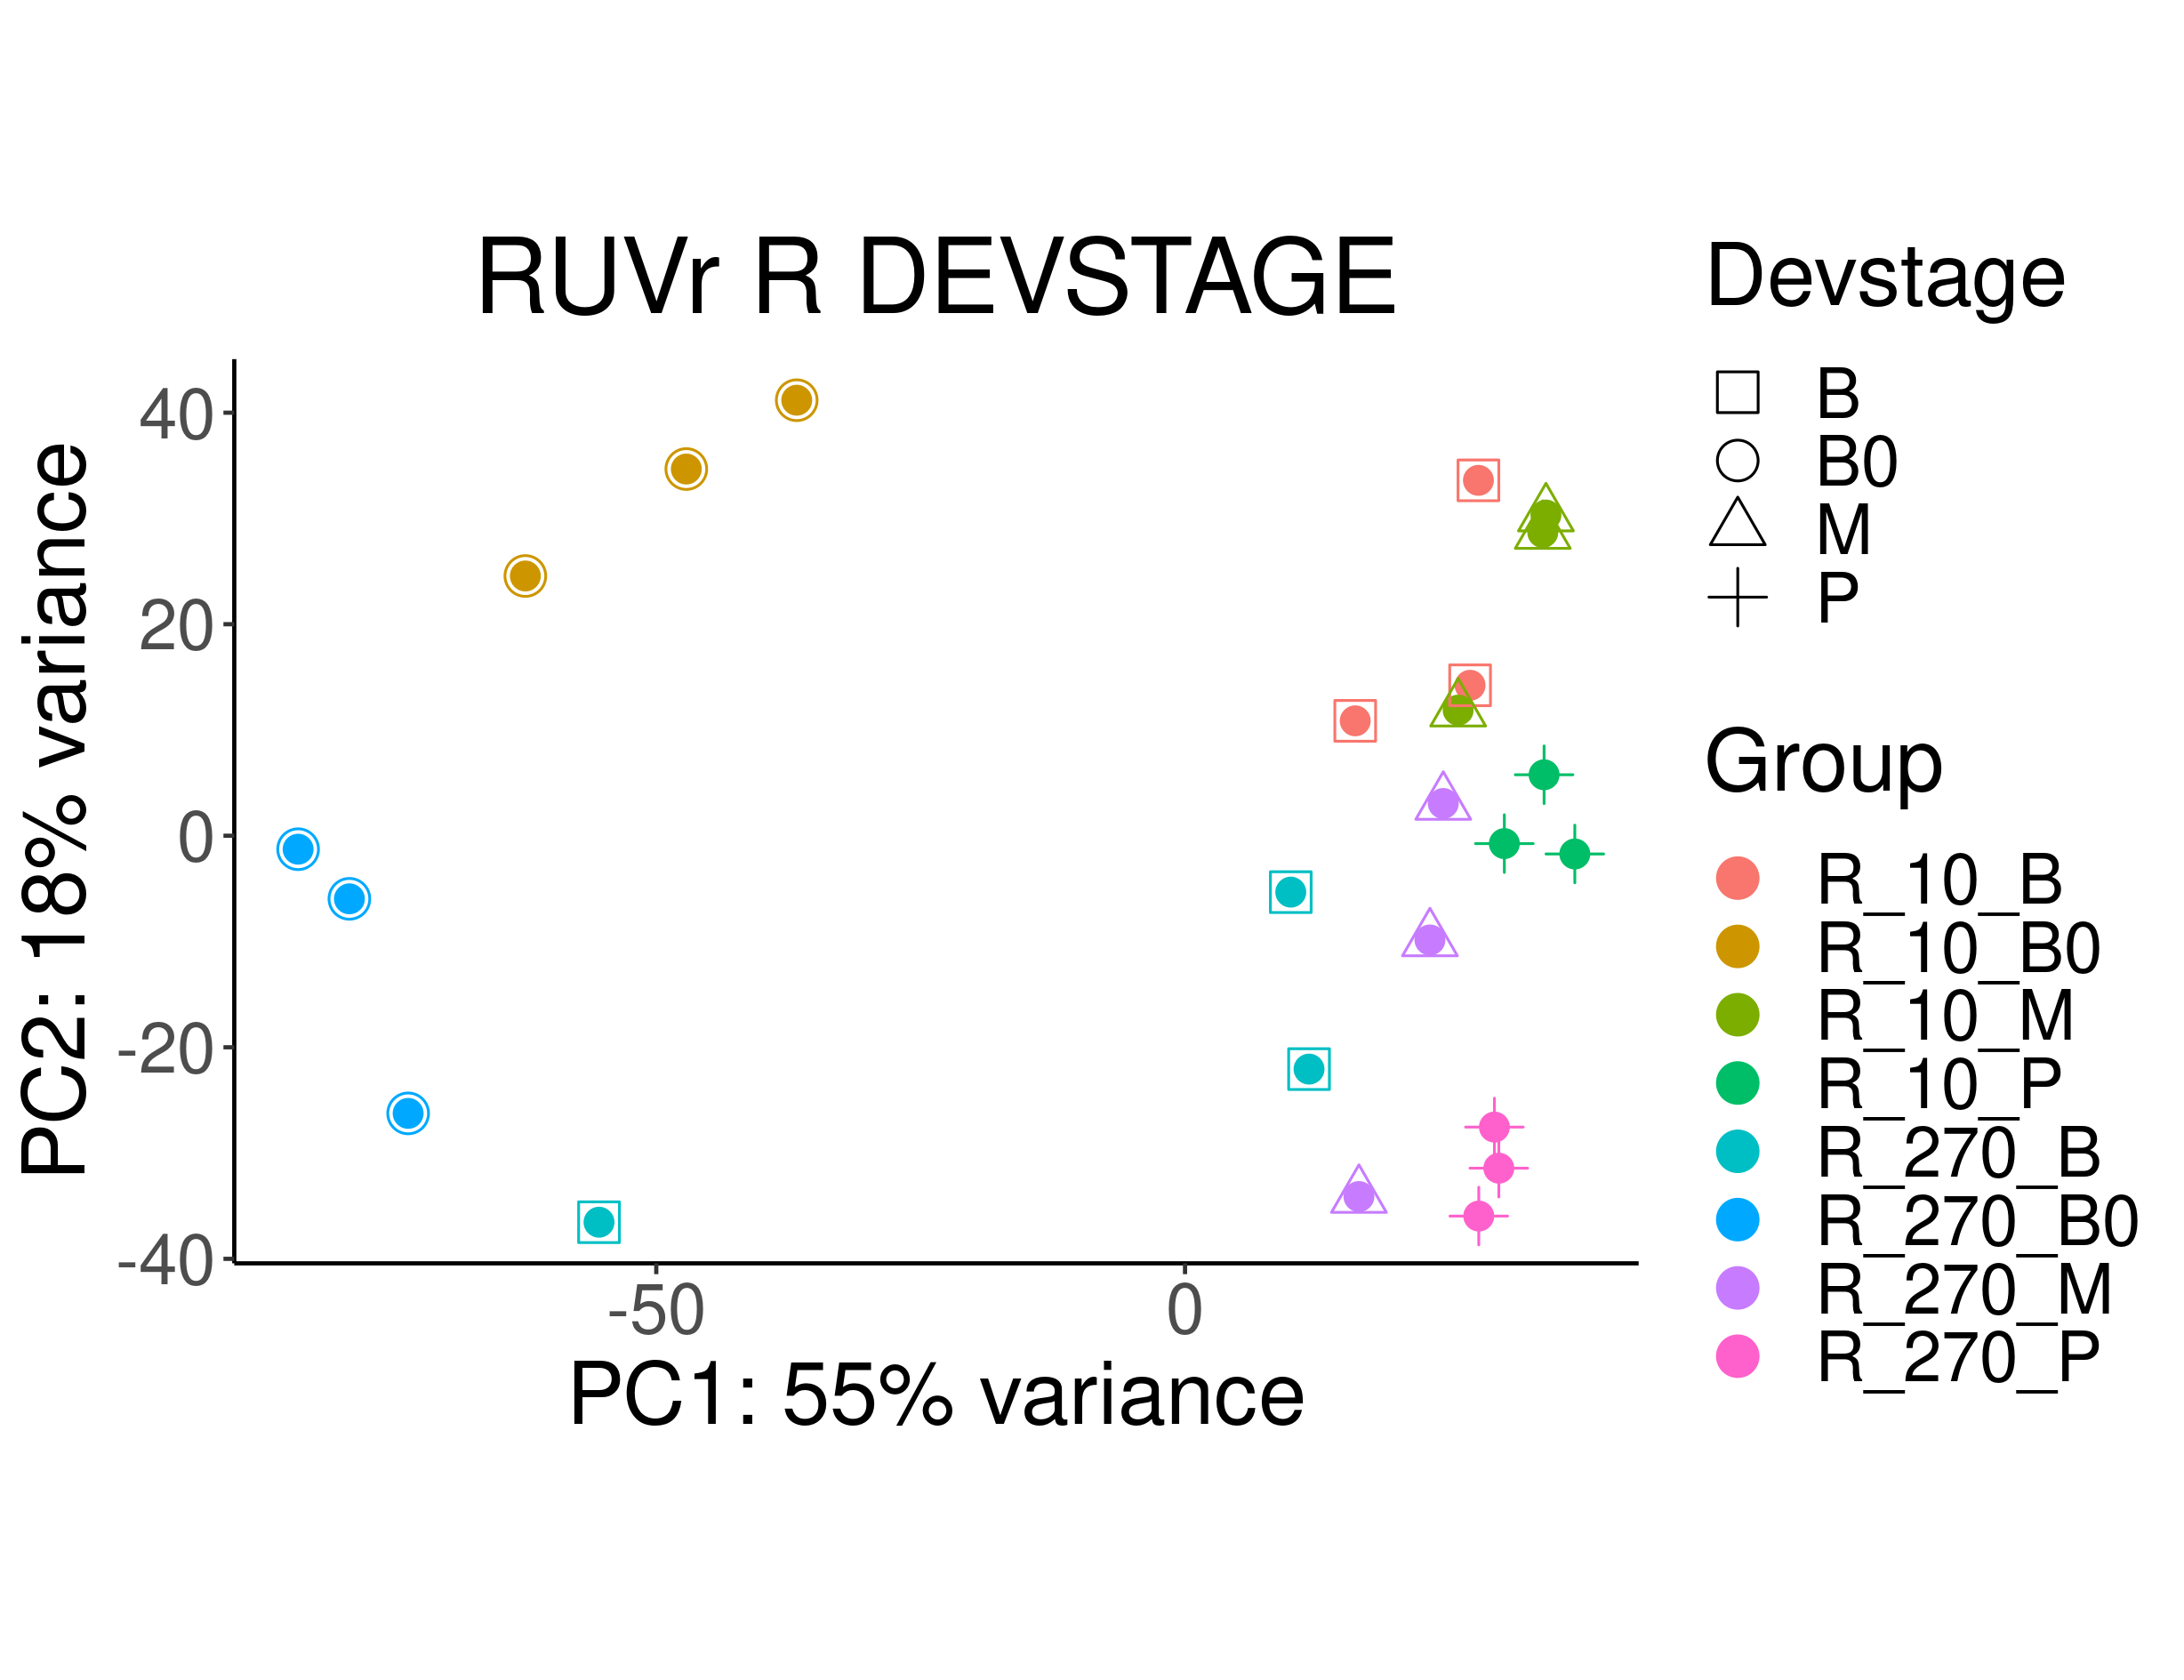 RUVr R DEVSTAGE
PC2: 18% variance
40
20
0
-20
-40
-50
0
PC1: 55% variance
Devstage
B
B0
M
P
Group
R_10_B
R_10_B0
R_10_M
R_10_P
R_270_B
R_270_B0
R_270_M
R_270_P